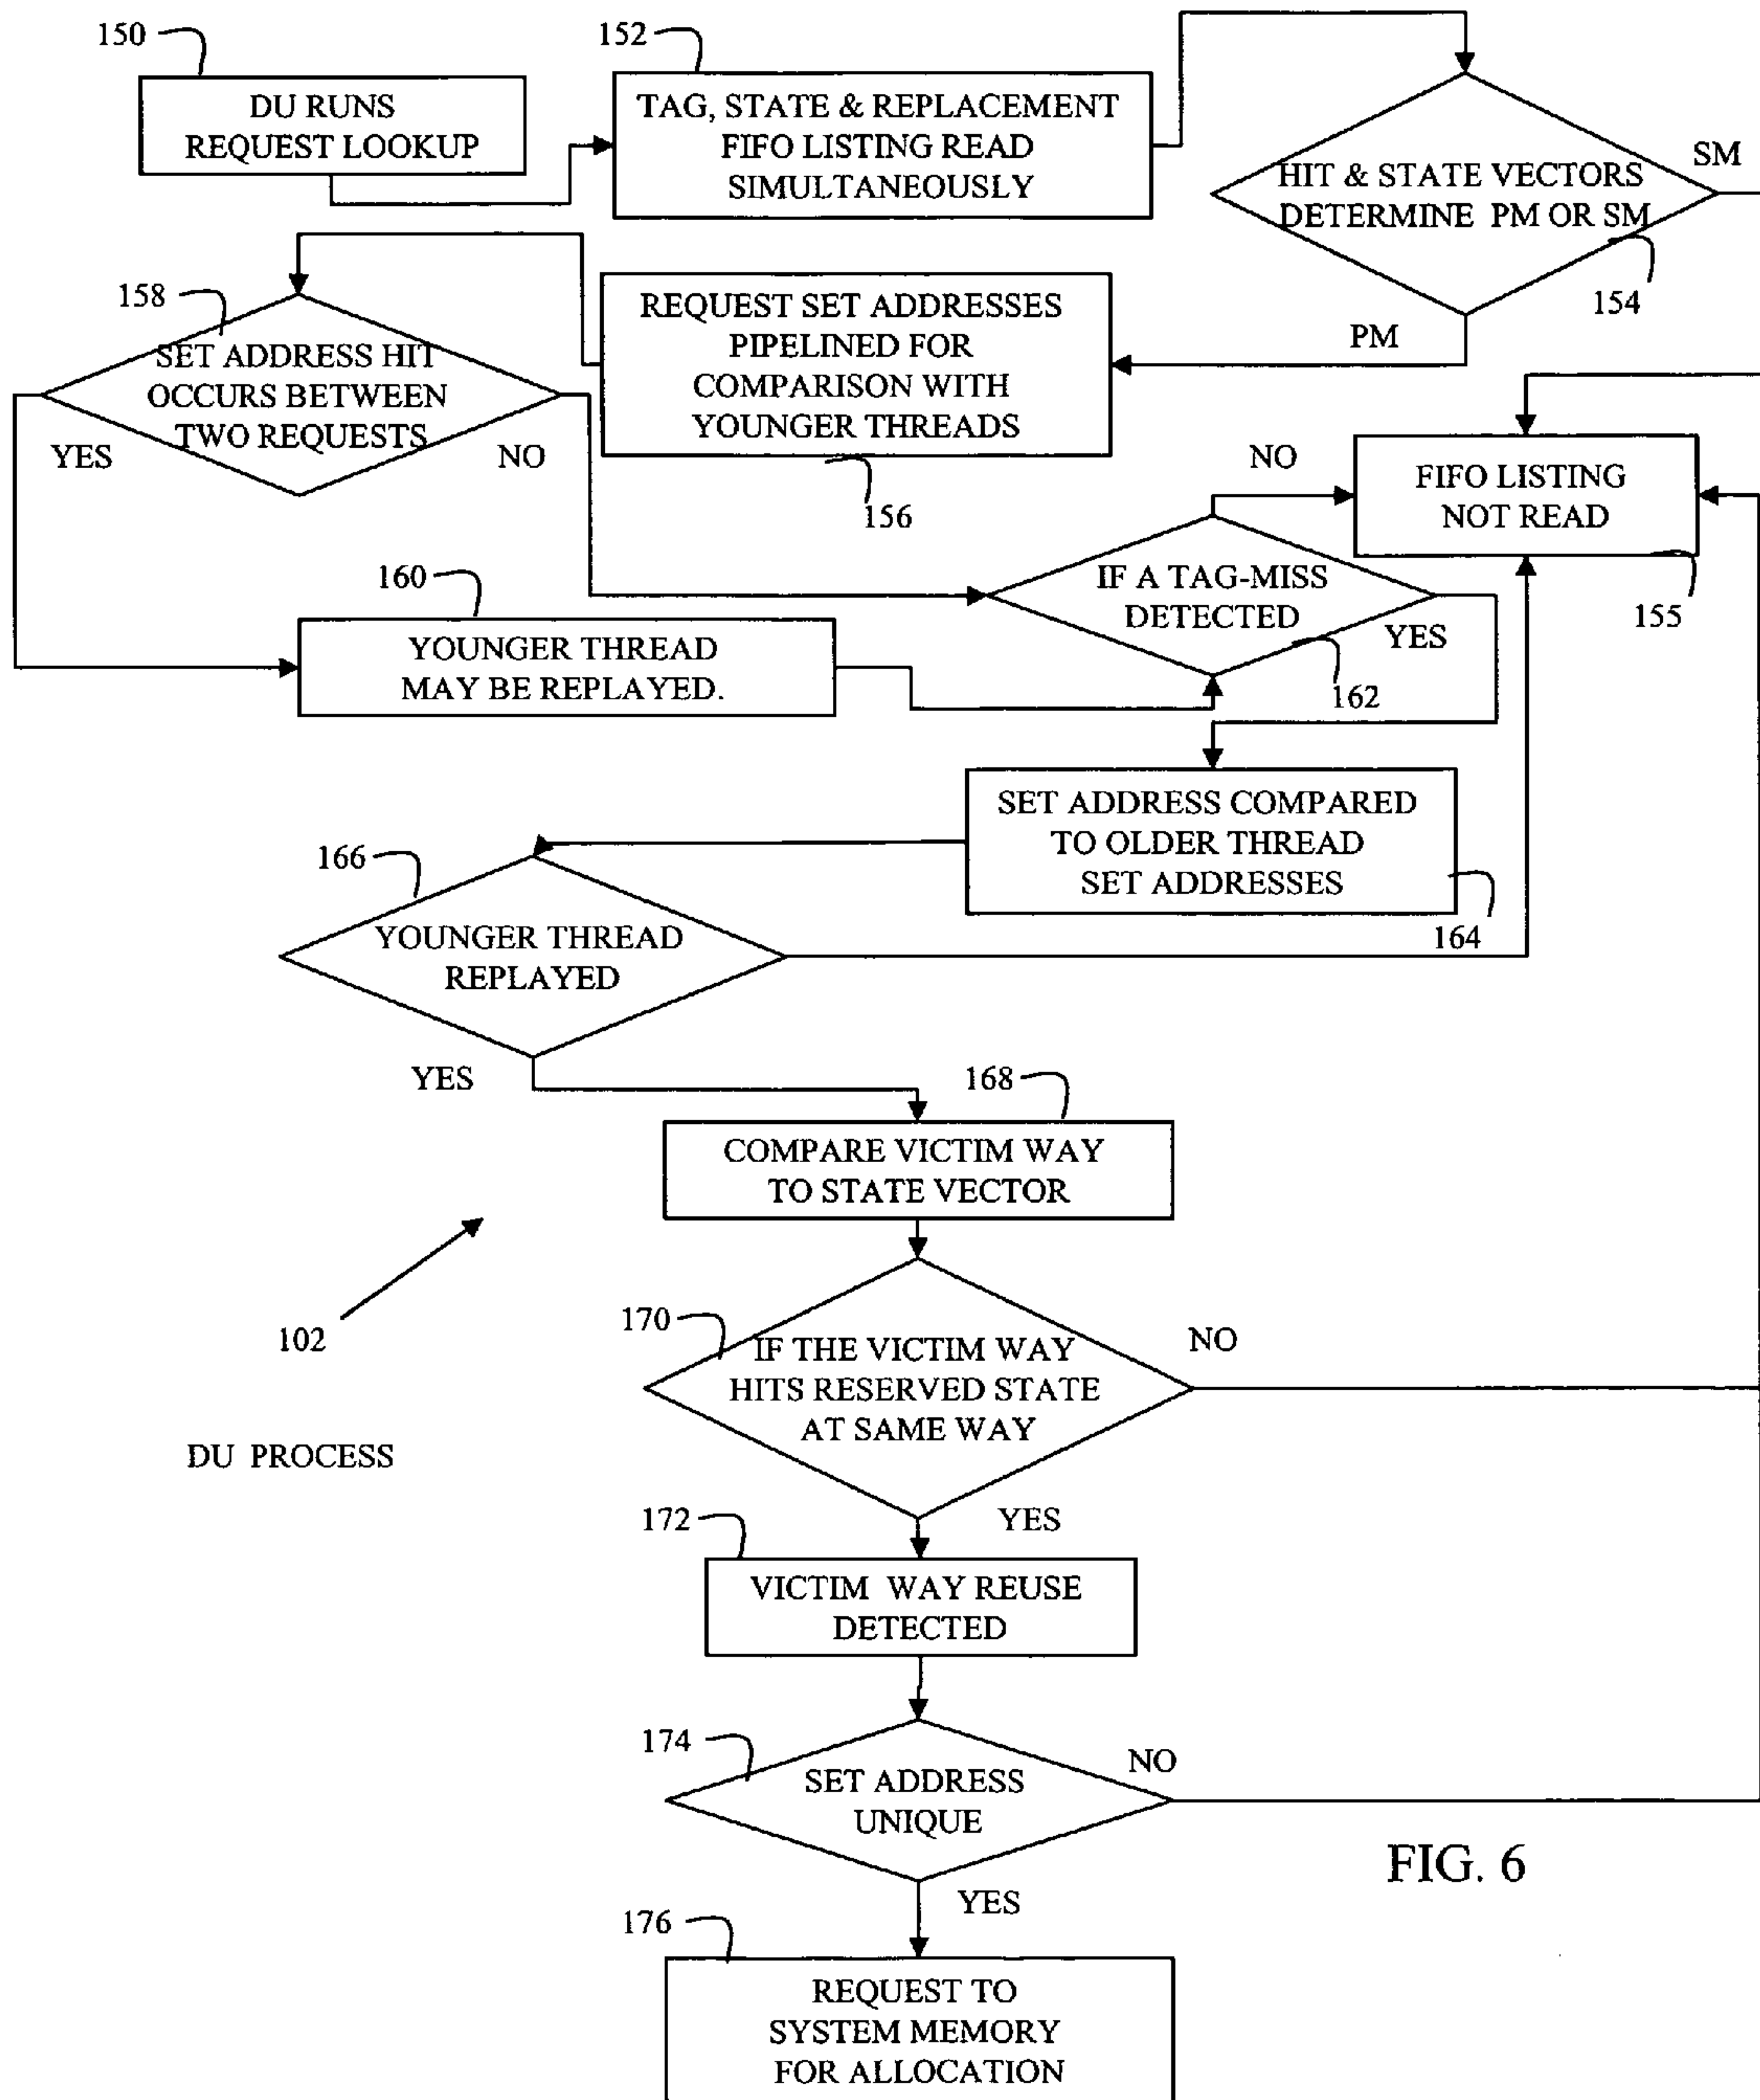 150
DU RUNS
REQUEST LOOKUP
152
TAG, STATE & REPLACEMENT
FIFO LISTING READ
SIMULTANEOUSLY
HIT & STATE VECTORS
DETERMINE PM OR SM
SM
154
PM
158
SET ADDRESS HIT
OCCURS BETWEEN
TWO REQUESTS
YES
NO
REQUEST SET ADDRESSES
PIPELINED FOR
COMPARISON WITH
YOUNGER THREADS
156
NO
FIFO LISTING
NOT READ
155
160
YOUNGER THREAD
MAY BE REPLAYED.
IF A TAG-MISS
DETECTED
YES
162
SET ADDRESS COMPARED
TO OLDER THREAD
SET ADDRESSES
164
166
YOUNGER THREAD
REPLAYED
YES
168
COMPARE VICTIM WAY
TO STATE VECTOR
102
170
IF THE VICTIM WAY
HITS RESERVED STATE
AT SAME WAY
NO
DU PROCESS
YES
172
VICTIM WAY REUSE
DETECTED
174
SET ADDRESS
UNIQUE
NO
FIG. 6
YES
176
REQUEST TO
SYSTEM MEMORY
FOR ALLOCATION